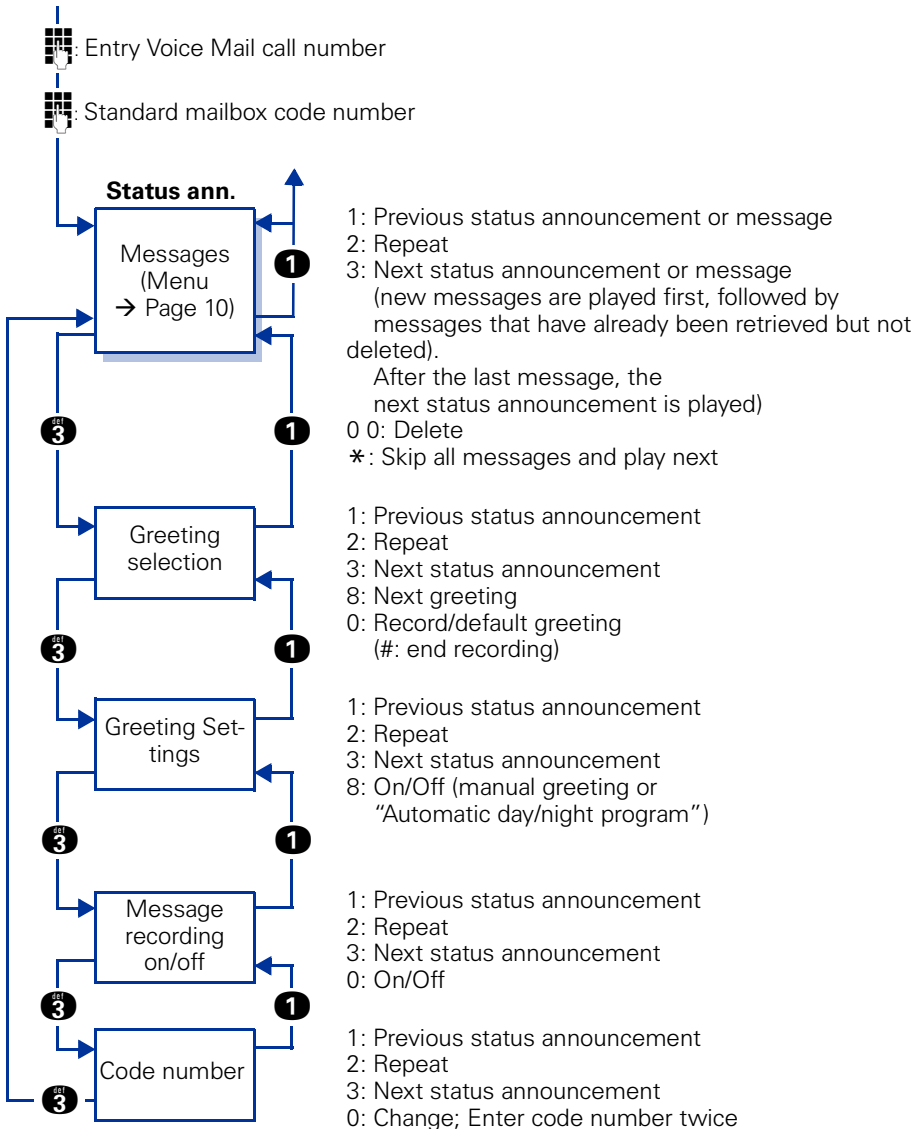 : Entry Voice Mail call number
: Standard mailbox code number
Status ann.
Messages
(Menu
→ Page 10)
1
1: Previous status announcement or message
2: Repeat
3: Next status announcement or message
(new messages are played first, followed by
messages that have already been retrieved but not
deleted).
After the last message, the
next status announcement is played)
0 0: Delete
*: Skip all messages and play next
def
3
1
Greeting
selection
1: Previous status announcement
2: Repeat
3: Next status announcement
8: Next greeting
0: Record/default greeting
(#: end recording)
def
3
1
Greeting Set-
tings
1: Previous status announcement
2: Repeat
3: Next status announcement
8: On/Off (manual greeting or
"Automatic day/night program")
def
3
1
Message
recording
on/off
1: Previous status announcement
2: Repeat
3: Next status announcement
0: On/Off
def
3
1
Code number
1: Previous status announcement
2: Repeat
3: Next status announcement
0: Change; Enter code number twice
def
3